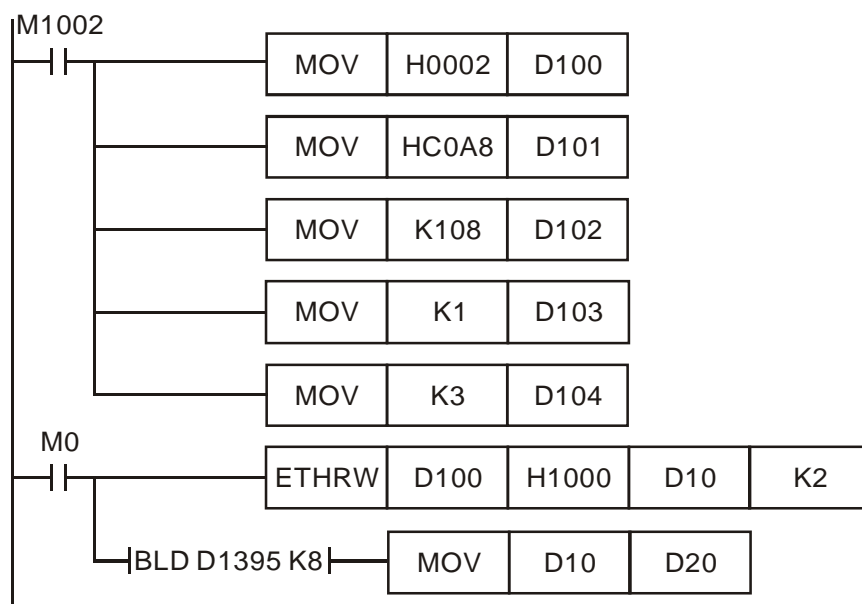 M1002
MOV H0002 D100
MOV HC0A8 D101
MOV K108 D102
MOV K1 D103
MOV K3 D104
M0
ETHRW D100 H1000 D10 K2
BLD D1395 K8 MOV D10 D20